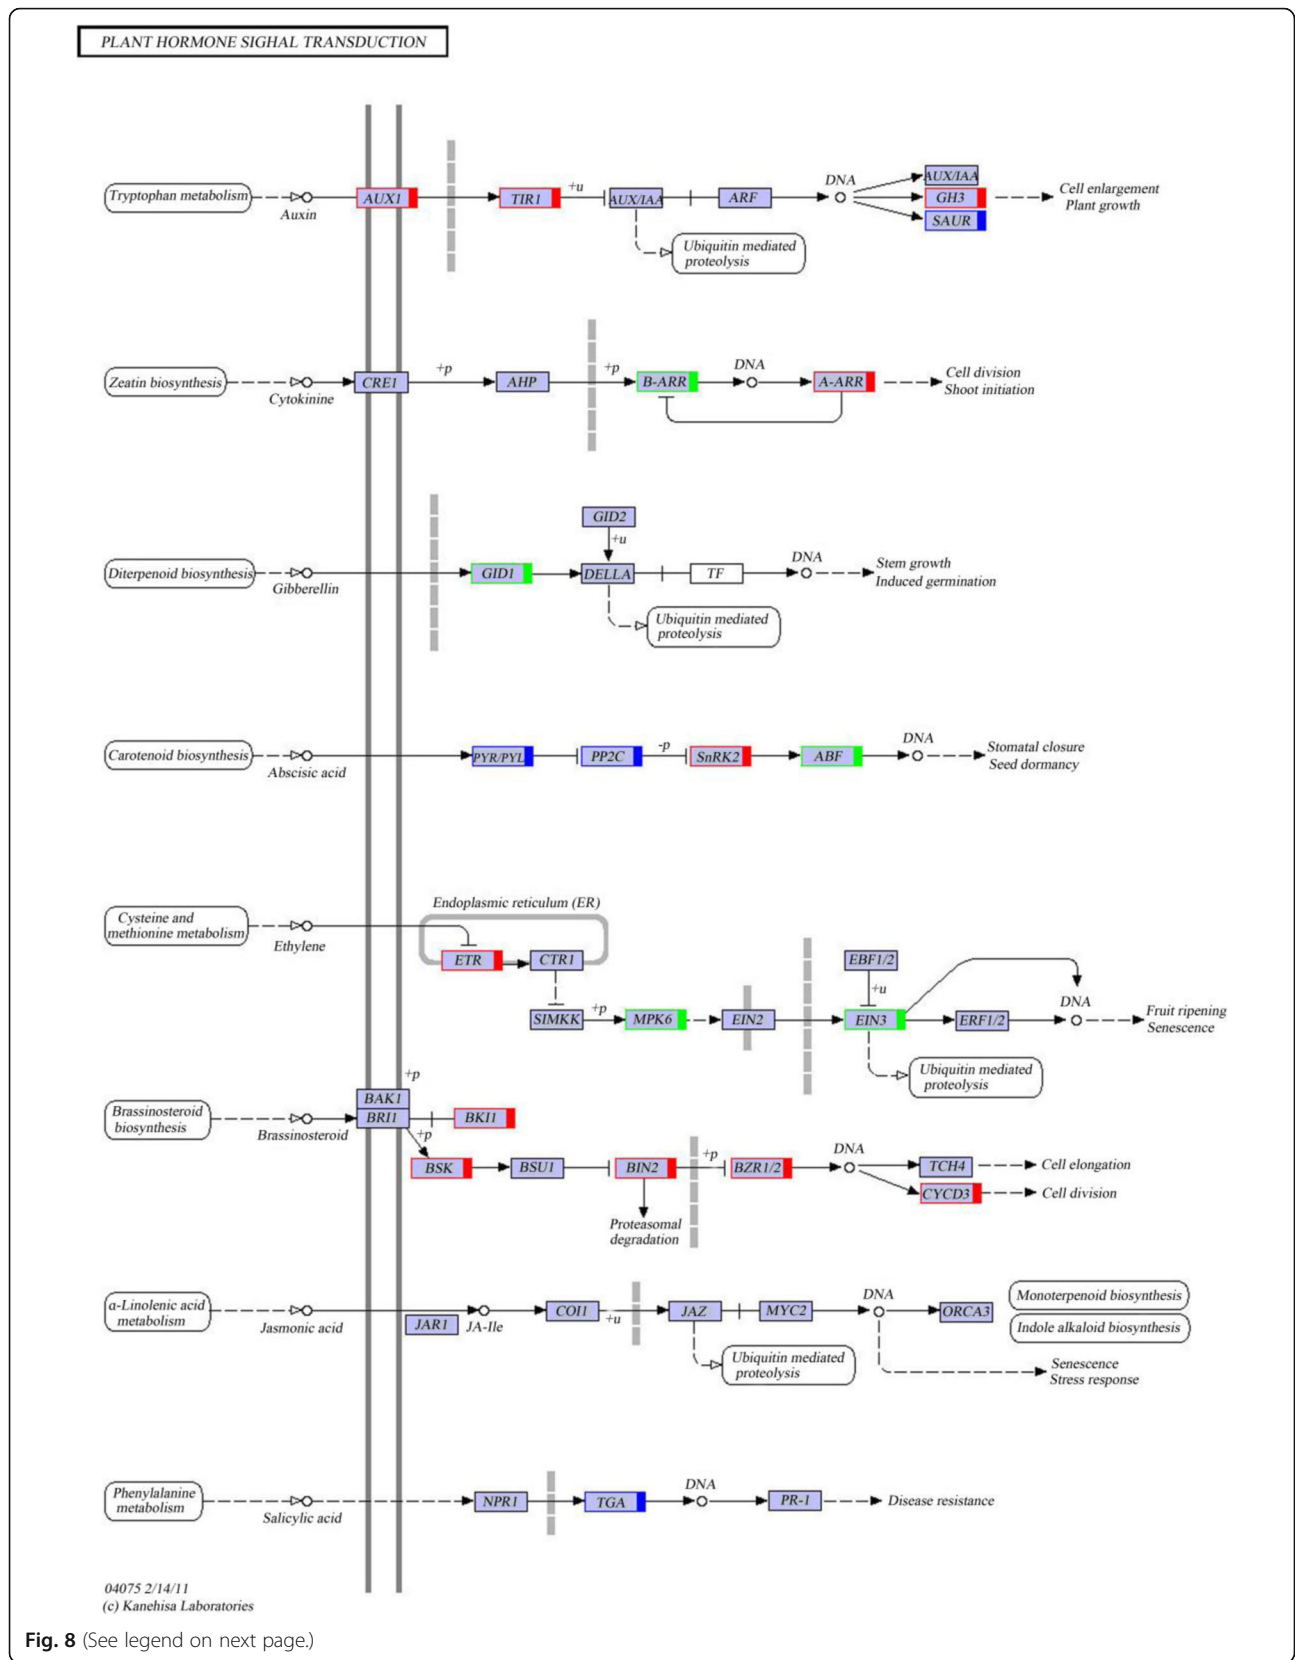 PLANT HORMONE SIGHAL TRANSDUCTION
Tryptophan metabolism
Auxin
AUX1
TIR1
+u
AUX/IAA
ARF
DNA
AUX/IAA
GH3
SAUR
Cell enlargement
Plant growth
Ubiquitin mediated
proteolysis
Zeatin biosynthesis
Cytokinine
CRE1
+p
AHP
+p
B-ARR
DNA
A-ARR
Cell division
Shoot initiation
GID2
+u
Diterpenoid biosynthesis
Gibberellin
GID1
DELLA
TF
DNA
Stem growth
Induced germination
Ubiquitin mediated
proteolysis
Carotenoid biosynthesis
Abscisic acid
PYR/PYL
PP2C
-p
SnRK2
ABF
DNA
Stomatal closure
Seed dormancy
Endoplasmic reticulum (ER)
Cysteine and
methionine metabolism
Ethylene
ETR
CTR1
EBF1/2
+u
SIMKK
+p
MPK6
EIN2
EIN3
ERF1/2
DNA
Fruit ripening
Senescence
Ubiquitin mediated
proteolysis
+p
BAK1
Brassinosteroid
biosynthesis
Brassinosteroid
BRI1
BKI1
+p
BSK
BSU1
BIN2
+p
BZR1/2
DNA
TCH4
Cell elongation
CYCD3
Cell division
Proteasomal
degradation
α-Linolenic acid
metabolism
Jasmonic acid
JAR1
JA-Ile
COI1
+u
JAZ
MYC2
DNA
ORCA3
Monoterpenoid biosynthesis
Indole alkaloid biosynthesis
Ubiquitin mediated
proteolysis
Senescence
Stress response
Phenylalanine
metabolism
Salicylic acid
NPR1
TGA
DNA
PR-1
Disease resistance
04075 2/14/11
(c) Kanehisa Laboratories
Fig. 8 (See legend on next page.)